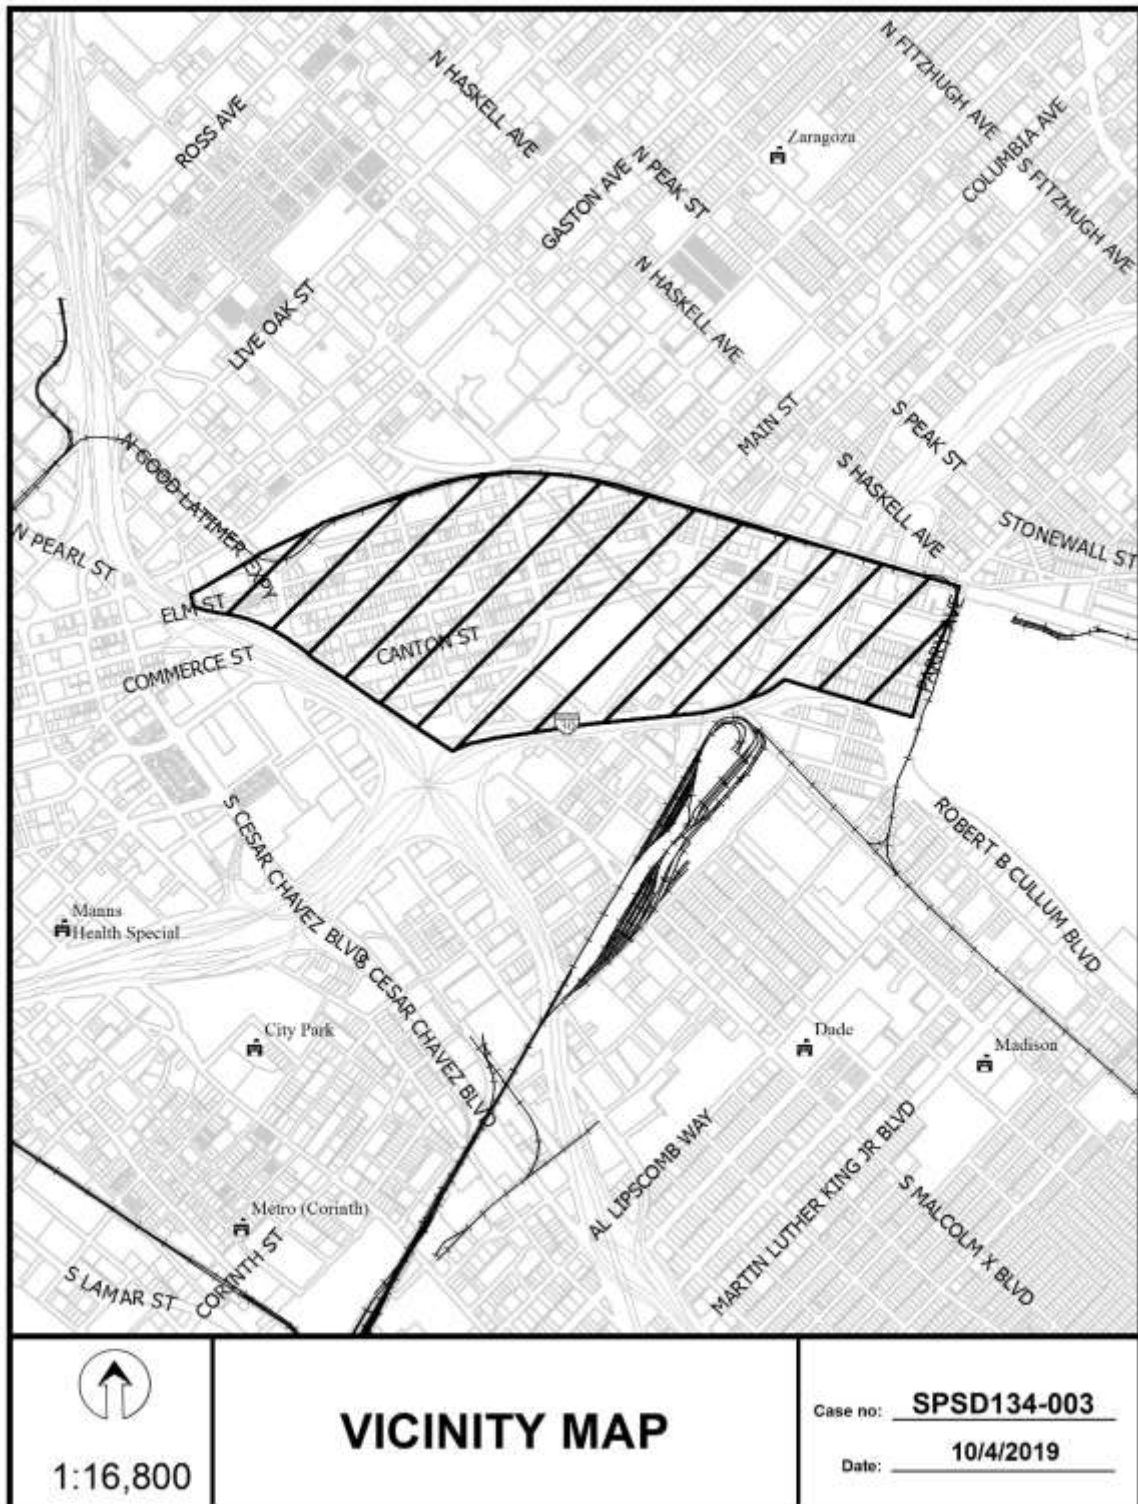 N HASKELL AVE
N FITZHUGH AVE
ROSS AVE
Zaragoza
COLUMBIA AVE
S FITZHUGH AVE
GASTON AVE
N PEAK ST
N HASKELL AVE
LIVE OAK ST
MAIN ST
S PEAK ST
S HASKELL AVE
N GOOD LATIMER EXPY
STONEWALL ST
N PEARL ST
ELM ST
COMMERCE ST
CANTON ST
PARRY AVE
S CESAR CHAVEZ BLVD
ROBERT B CULLUM BLVD
Manns
Health Special
S CESAR CHAVEZ BLVD
City Park
Dade
Madison
AL LIPSCOMB WAY
MARTIN LUTHER KING JR BLVD
S MALCOLM X BLVD
Metro (Corinth)
CORINTH ST
S LAMAR ST
1:16,800
VICINITY MAP
Case no: SPSD134-003
Date: 10/4/2019